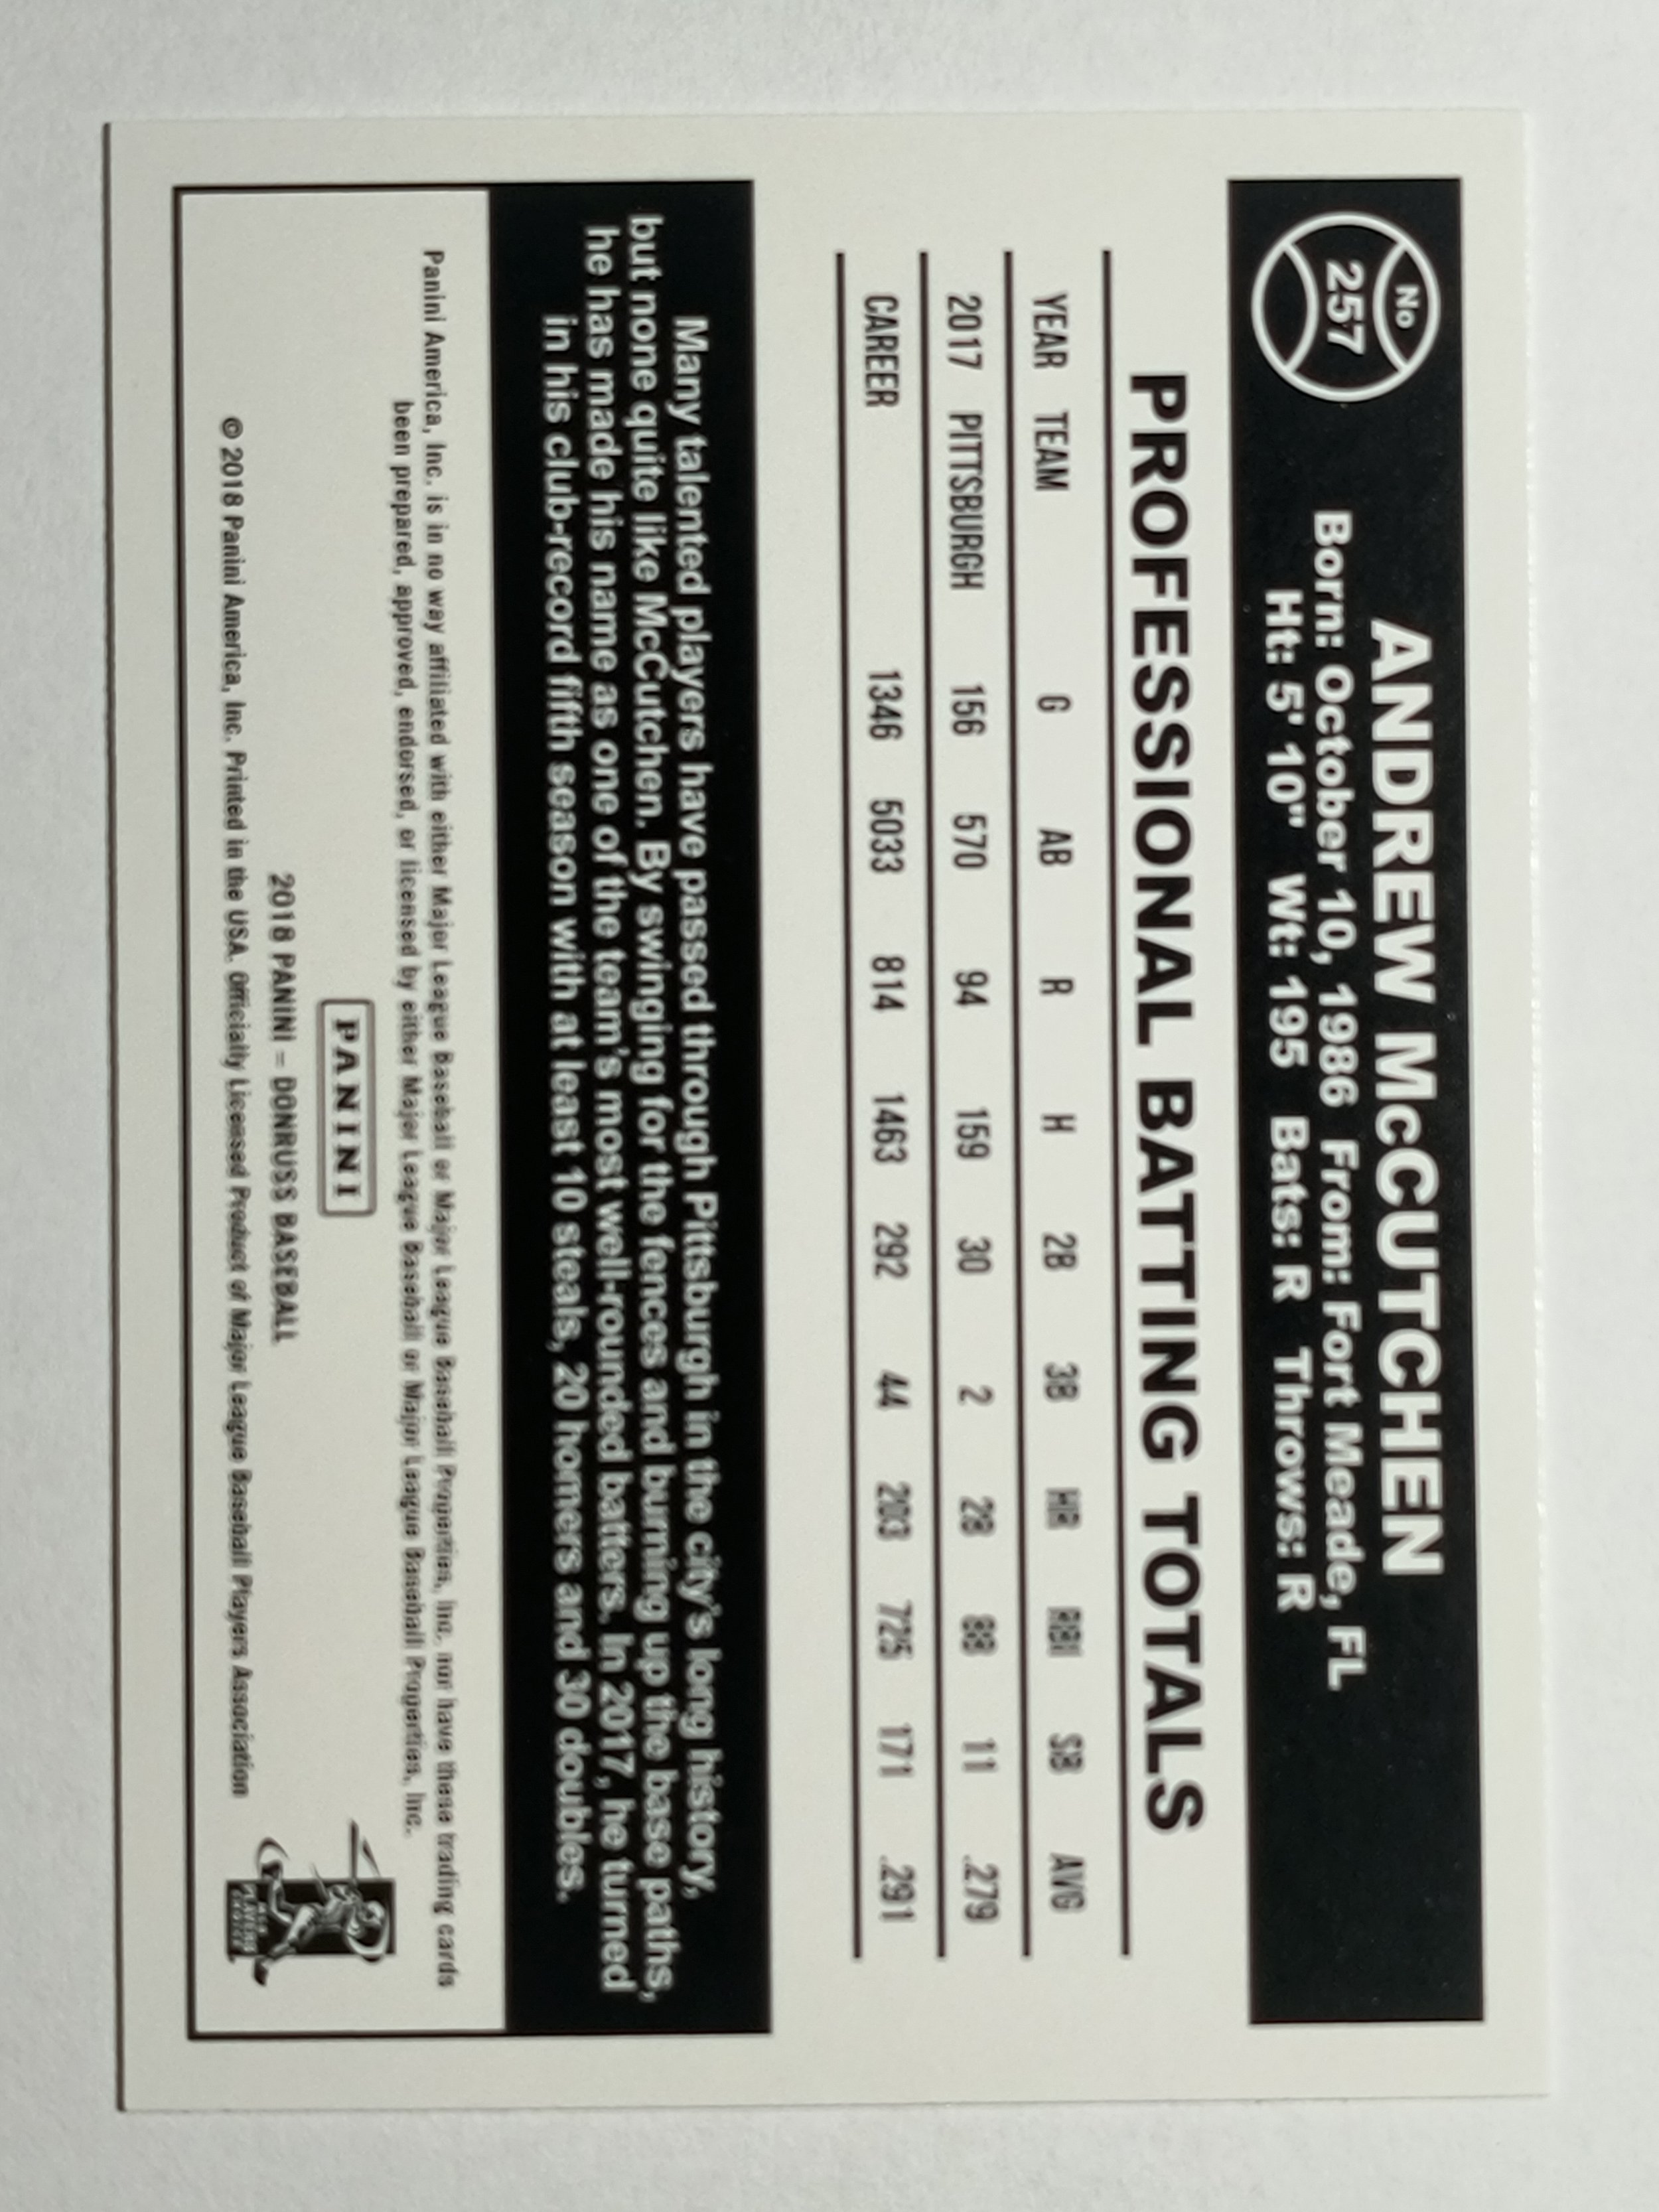 No
257
ANDREW McCUTCHEN
Born: October 10, 1986 From: Fort Meade, FL
Ht: 5' 10" Wt: 195 Bats: R Throws: R
PROFESSIONAL BATTING TOTALS
YEAR TEAM G AB R H 2B 3B HR RBI SB AVG
2017 PITTSBURGH 156 570 94 159 30 2 28 88 11 .279
CAREER 1346 5033 814 1463 292 44 203 725 171 .291
Many talented players have passed through Pittsburgh in the city's long history,
but none quite like McCutchen. By swinging for the fences and burning up the base paths,
he has made his name as one of the team's most well-rounded batters. In 2017, he turned
in his club-record fifth season with at least 10 steals, 20 homers and 30 doubles.
Panini America, Inc. is in no way affiliated with either Major League Baseball or Major League Baseball Properties, Inc. nor have these trading cards
been prepared, approved, endorsed, or licensed by either Major League Baseball or Major League Baseball Properties, Inc.
PANINI
2018 PANINI – DONRUSS BASEBALL
© 2018 Panini America, Inc. Printed in the USA. Officially Licensed Product of Major League Baseball Players Association
MLB
PLAYERS
CHOICE